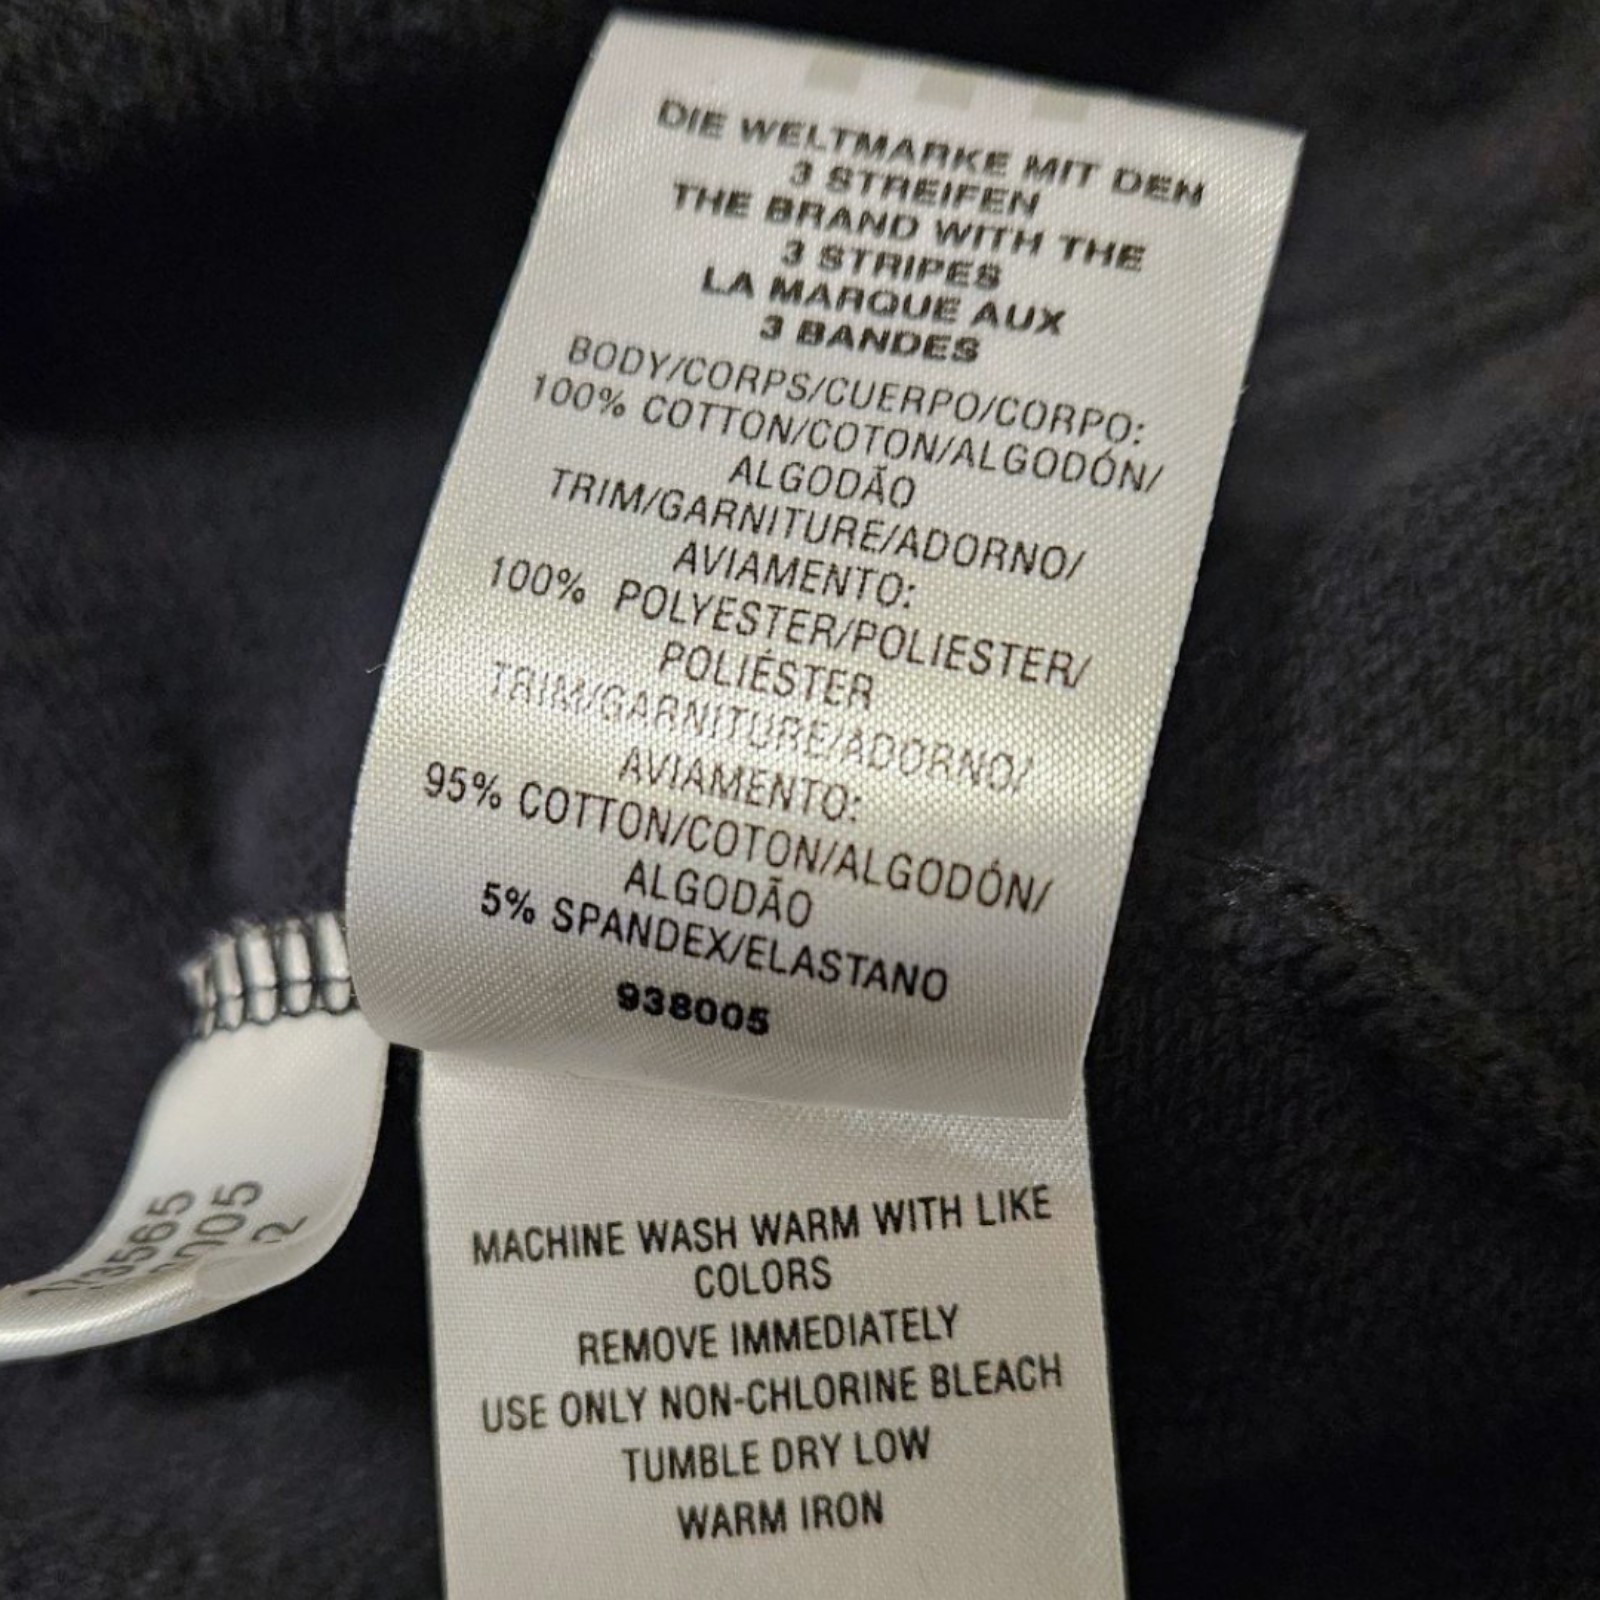 DIE WELTMARKE MIT DEN
3 STREIFEN
THE BRAND WITH THE
3 STRIPES
LA MARQUE AUX
3 BANDES
BODY/CORPS/CUERPO/CORPO:
100% COTTON/COTON/ALGODÓN/
ALGODÃO
TRIM/GARNITURE/ADORNO/
AVIAMENTO:
100% POLYESTER/POLIESTER/
POLIÉSTER
TRIM/GARNITURE/ADORNO/
AVIAMENTO:
95% COTTON/COTON/ALGODÓN/
ALGODÃO
5% SPANDEX/ELASTANO
938005
MACHINE WASH WARM WITH LIKE
COLORS
REMOVE IMMEDIATELY
USE ONLY NON-CHLORINE BLEACH
TUMBLE DRY LOW
WARM IRON